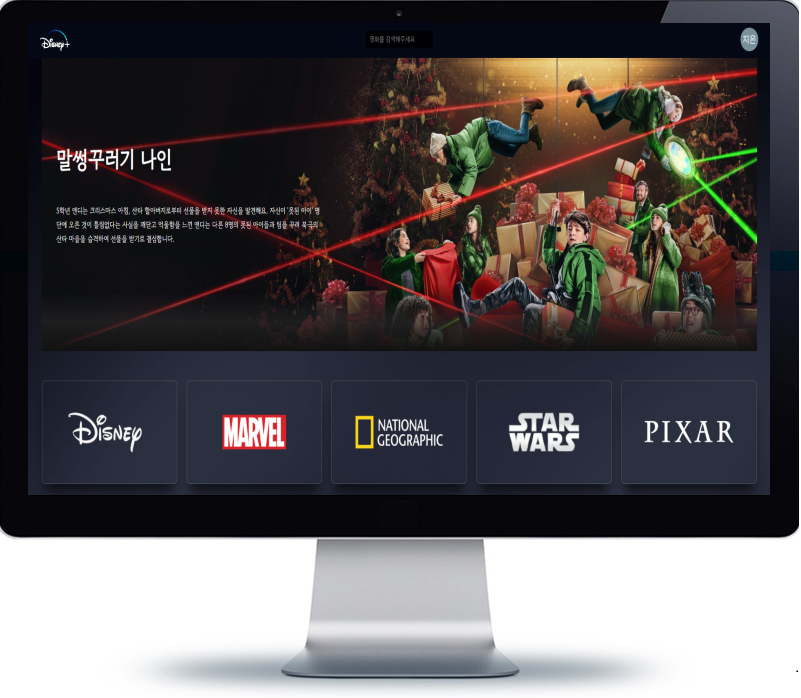 Disney+
영화를 검색해주세요
지은
말썽꾸러기 나인
5학년 앤디는 크리스마스 아침, 산타 할아버지로부터 선물을 받지 못한 자신을 발견해요. 자신이 '못된 아이' 명
단에 오른 것이 틀림없다는 사실을 깨닫고 억울함을 느낀 앤디는 다른 8명의 못된 아이들과 팀을 꾸려 북극의
산타 마을을 습격하여 선물을 받기로 결심합니다.
Disney
MARVEL
NATIONAL
GEOGRAPHIC
STAR
WARS
PIXAR